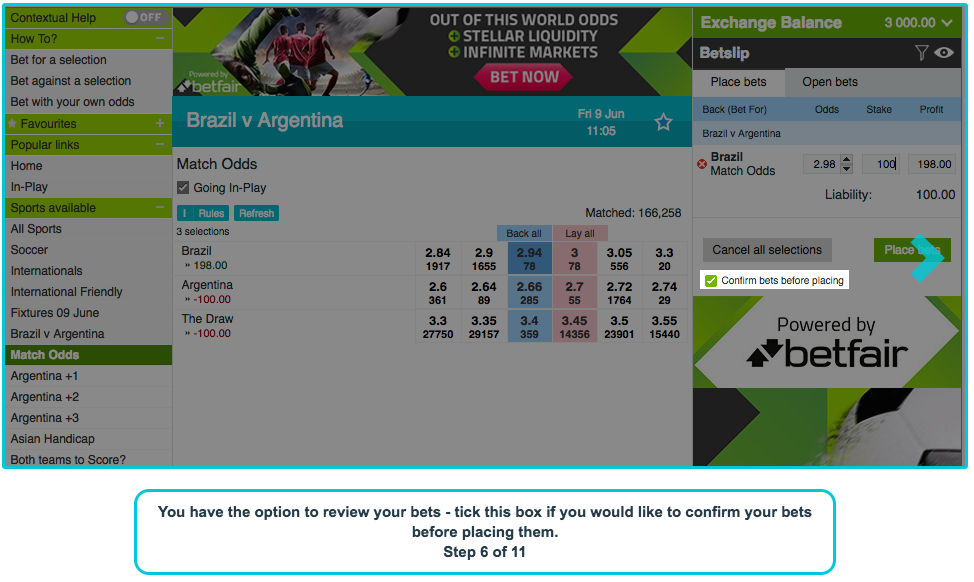 Contextual Help OFF
How To? −
Bet for a selection
Bet against a selection
Bet with your own odds
Favourites +
Popular links −
Home
In-Play
Sports available −
All Sports
Soccer
Internationals
International Friendly
Fixtures 09 June
Brazil v Argentina
Match Odds
Argentina +1
Argentina +2
Argentina +3
Asian Handicap
Both teams to Score?
OUT OF THIS WORLD ODDS
STELLAR LIQUIDITY
INFINITE MARKETS
BET NOW
Powered by
betfair
Brazil v Argentina
Fri 9 Jun
11:05
Match Odds
Going In-Play
I Rules Refresh
Matched: 166,258
3 selections Back all Lay all
Brazil 2.84 2.9 2.94 3 3.05 3.3
» 198.00 1917 1655 78 78 556 20
Argentina 2.6 2.64 2.66 2.7 2.72 2.74
» -100.00 361 89 285 55 1764 29
The Draw 3.3 3.35 3.4 3.45 3.5 3.55
» -100.00 27750 29157 359 14356 23901 15440
Exchange Balance 3 000.00
Betslip
Place bets Open bets
Back (Bet For) Odds Stake Profit
Brazil v Argentina
Brazil
Match Odds 2.98 100 198.00
Liability: 100.00
Cancel all selections Place bets
Confirm bets before placing
Powered by
betfair
You have the option to review your bets - tick this box if you would like to confirm your bets
before placing them.
Step 6 of 11